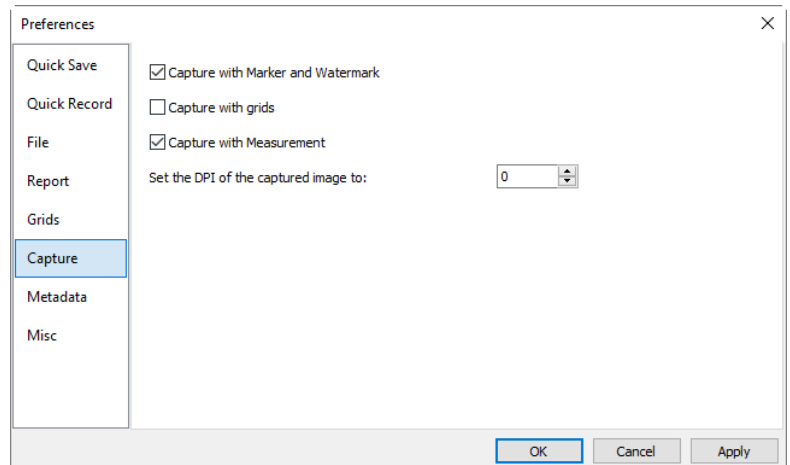 Preferences
Quick Save
Quick Record
File
Report
Grids
Capture
Metadata
Misc
Capture with Marker and Watermark
Capture with grids
Capture with Measurement
Set the DPI of the captured image to: 0
OK Cancel Apply